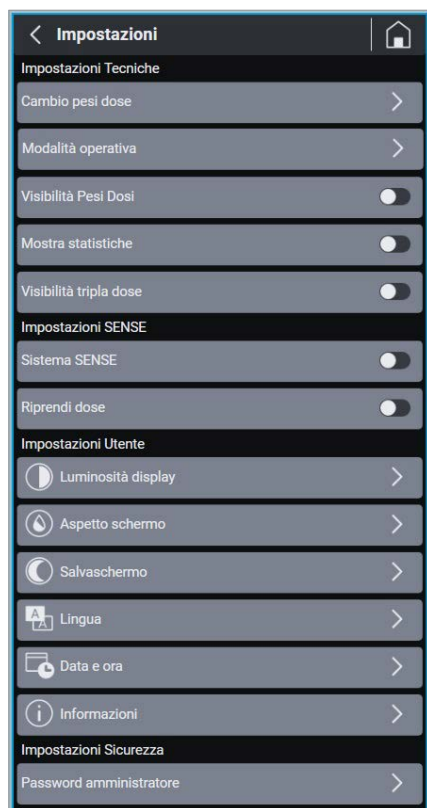 Impostazioni
Impostazioni Tecniche
Cambio pesi dose
Modalità operativa
Visibilità Pesi Dosi
Mostra statistiche
Visibilità tripla dose
Impostazioni SENSE
Sistema SENSE
Riprendi dose
Impostazioni Utente
Luminosità display
Aspetto schermo
Salvaschermo
Lingua
Data e ora
Informazioni
Impostazioni Sicurezza
Password amministratore